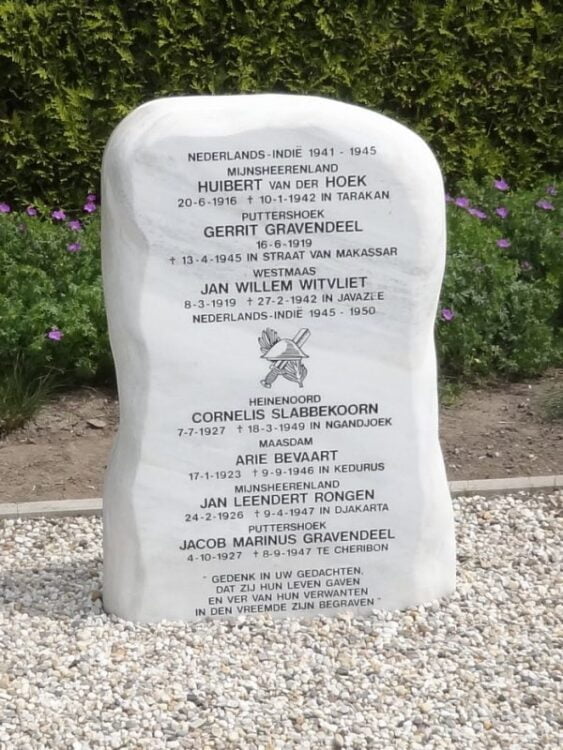 NEDERLANDS-INDIË 1941 - 1945
MIJNSHEERENLAND
HUIBERT VAN DER HOEK
20-6-1916 † 10-1-1942 IN TARAKAN
PUTTERSHOEK
GERRIT GRAVENDEEL
16-6-1919
† 13-4-1945 IN STRAAT VAN MAKASSAR
WESTMAAS
JAN WILLEM WITVLIET
8-3-1919 † 27-2-1942 IN JAVAZEE
NEDERLANDS-INDIË 1945 - 1950
HEINENOORD
CORNELIS SLABBEKOORN
7-7-1927 † 18-3-1949 IN NGANDJOEK
MAASDAM
ARIE BEVAART
17-1-1923 † 9-9-1946 IN KEDURUS
MIJNSHEERENLAND
JAN LEENDERT RONGEN
24-2-1926 † 9-4-1947 IN DJAKARTA
PUTTERSHOEK
JACOB MARINUS GRAVENDEEL
4-10-1927 † 8-9-1947 TE CHERIBON
"GEDENK IN UW GEDACHTEN,
DAT ZIJ HUN LEVEN GAVEN
EN VER VAN HUN VERWANTEN
IN DEN VREEMDE ZIJN BEGRAVEN"